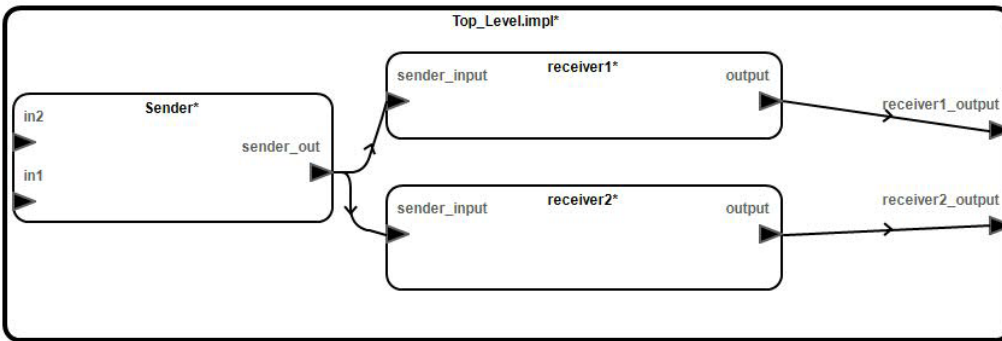 Top_Level.impl*
Sender*
in2
in1
sender_out
receiver1*
sender_input
output
receiver1_output
receiver2*
sender_input
output
receiver2_output